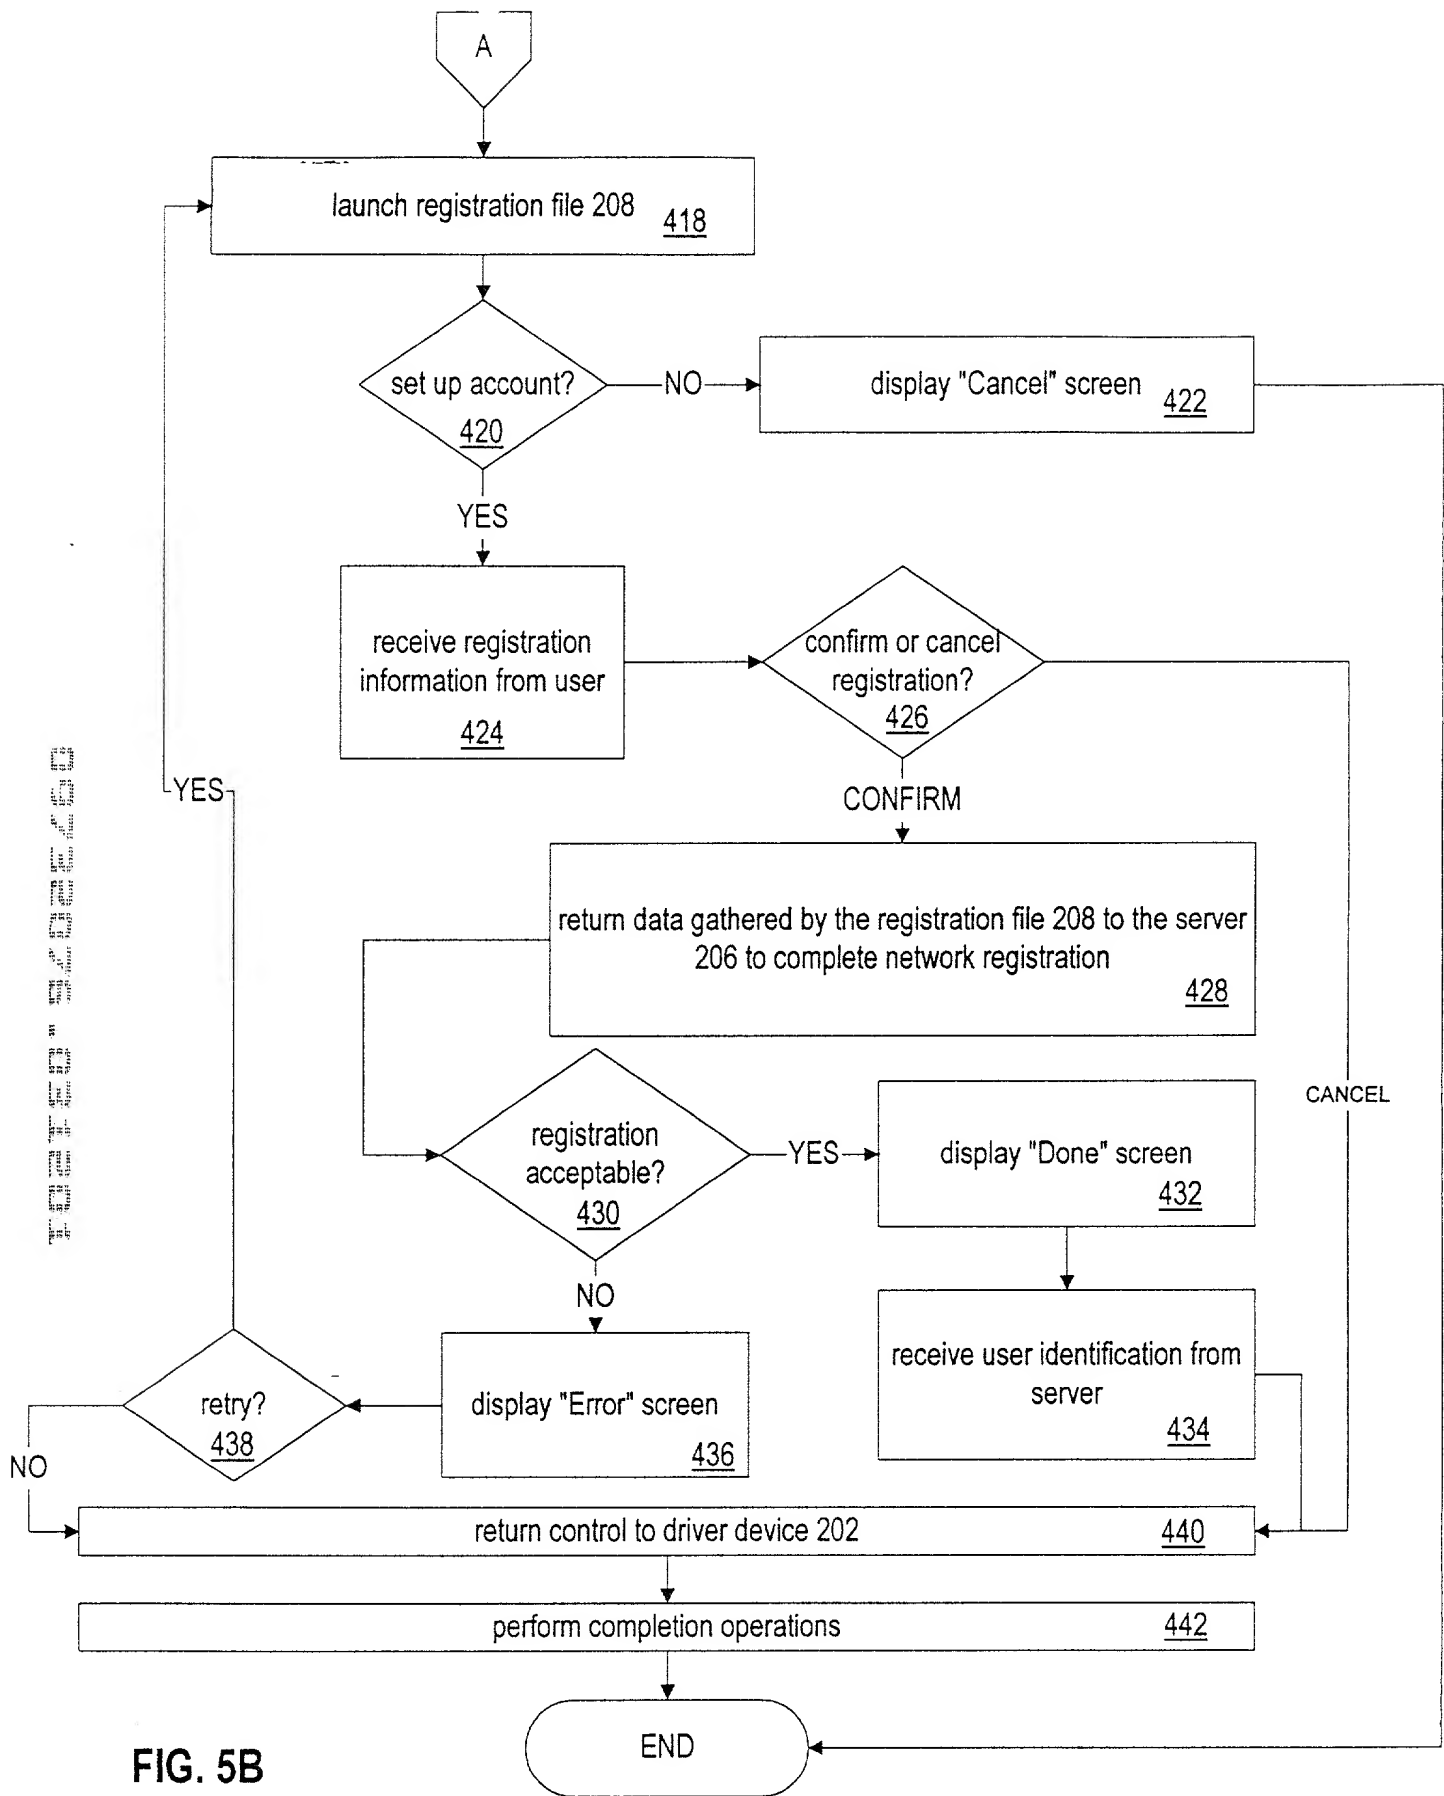 A
launch registration file 208
418
set up account?
420
NO
display "Cancel" screen
422
YES
receive registration
information from user
424
confirm or cancel
registration?
426
CONFIRM
CANCEL
return data gathered by the registration file 208 to the server
206 to complete network registration
428
registration
acceptable?
430
YES
display "Done" screen
432
NO
receive user identification from
server
434
display "Error" screen
436
retry?
438
YES
NO
return control to driver device 202
440
perform completion operations
442
END
FIG. 5B